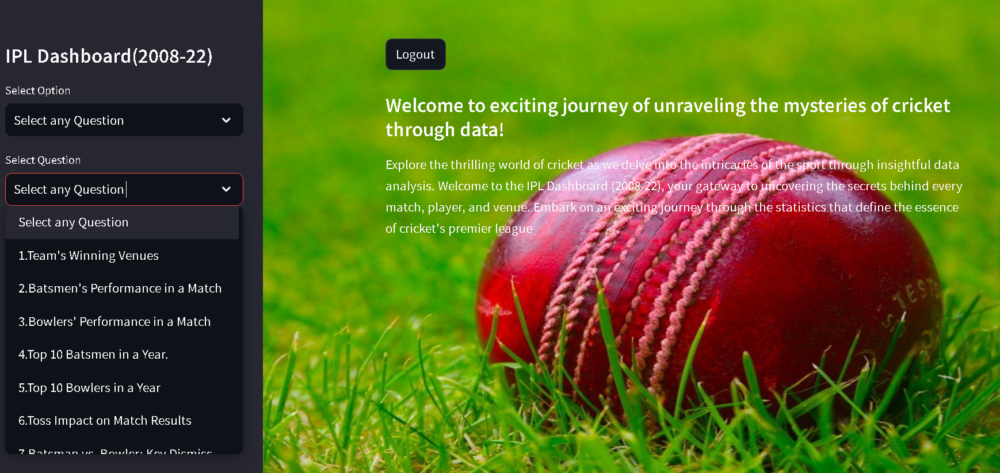 IPL Dashboard(2008-22)
Select Option
Select any Question
Select Question
Select any Question
Select any Question
1.Team's Winning Venues
2.Batsmen's Performance in a Match
3.Bowlers' Performance in a Match
4.Top 10 Batsmen in a Year.
5.Top 10 Bowlers in a Year
6.Toss Impact on Match Results
7.Batsman vs. Bowler: Key Dismiss
Logout
Welcome to exciting journey of unraveling the mysteries of cricket
through data!
Explore the thrilling world of cricket as we delve into the intricacies of the sport through insightful data
analysis. Welcome to the IPL Dashboard (2008-22), your gateway to uncovering the secrets behind every
match, player, and venue. Embark on an exciting journey through the statistics that define the essence
of cricket's premier league
TEST